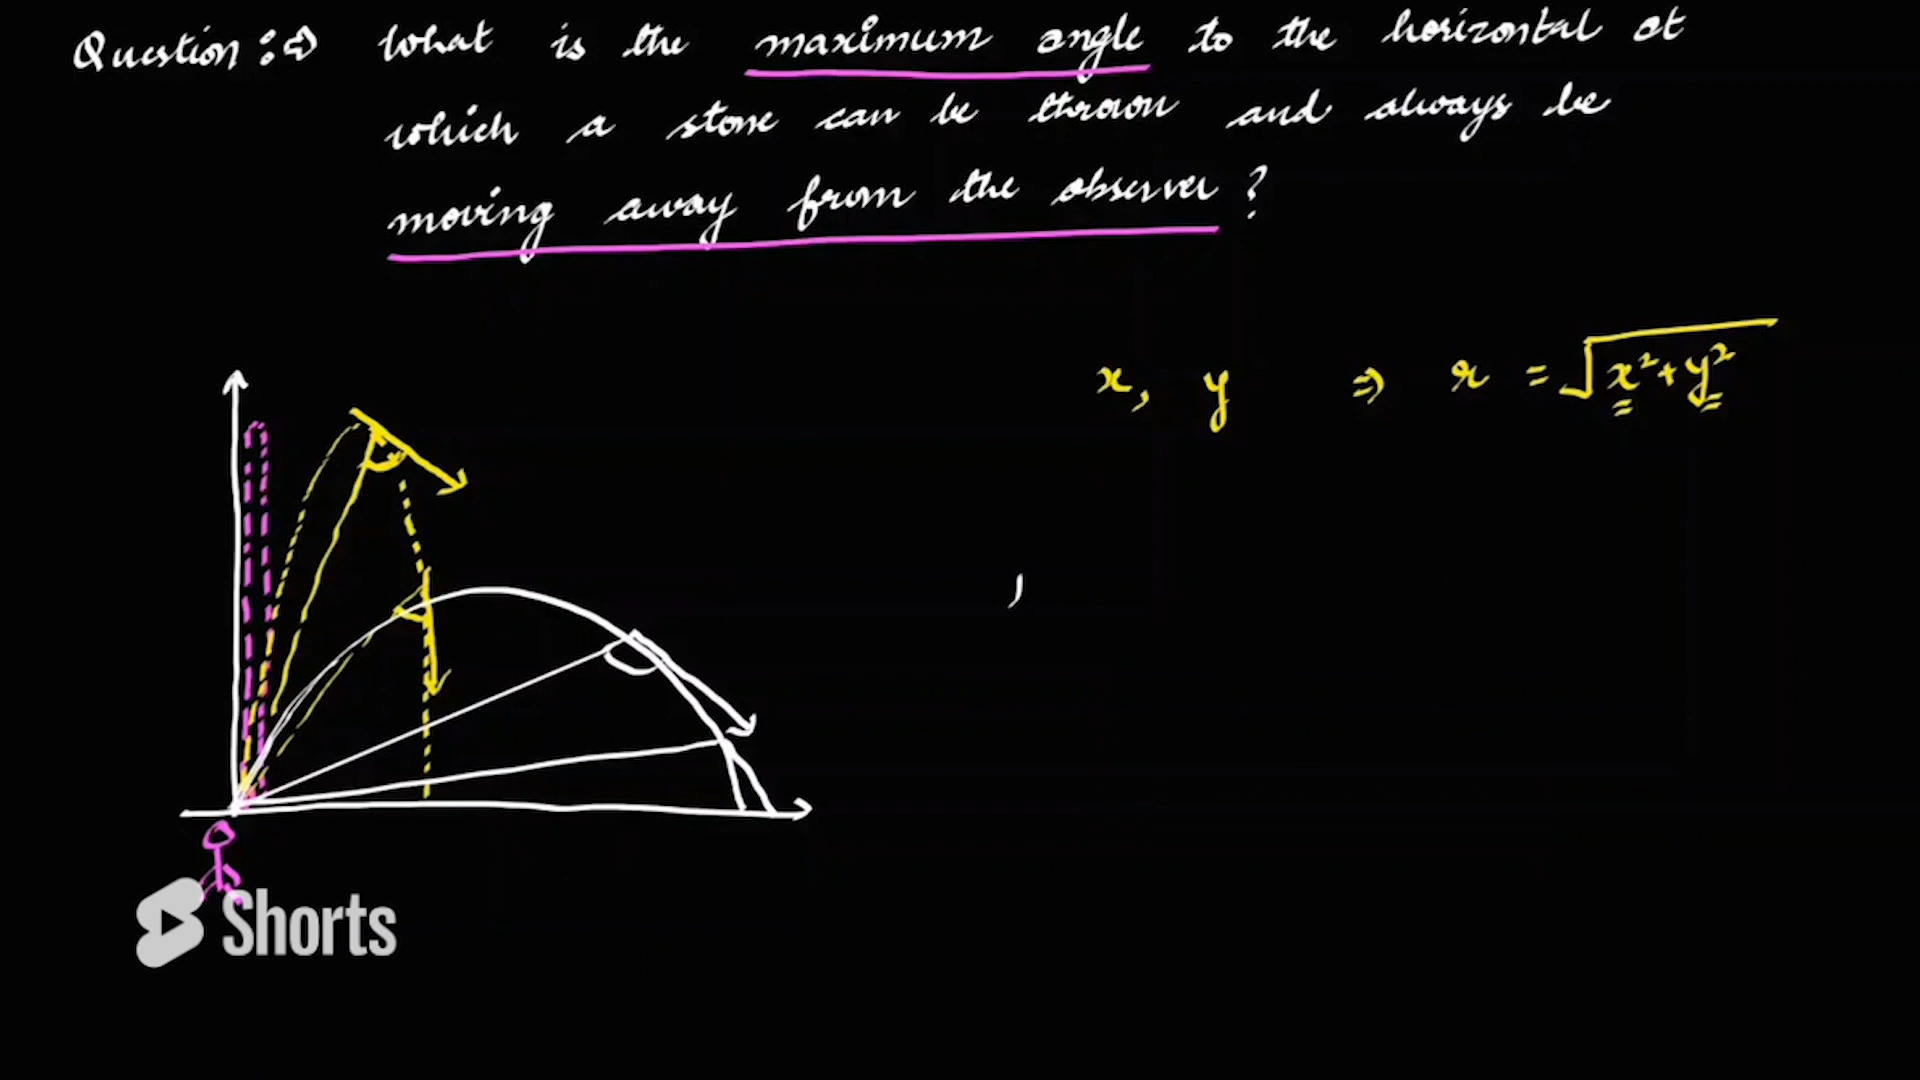 Question :⇒ What is the maximum angle to the horizontal at
which a stone can be thrown and always be
moving away from the observer ?
x, y ⇒ r = √x²+y²
Shorts